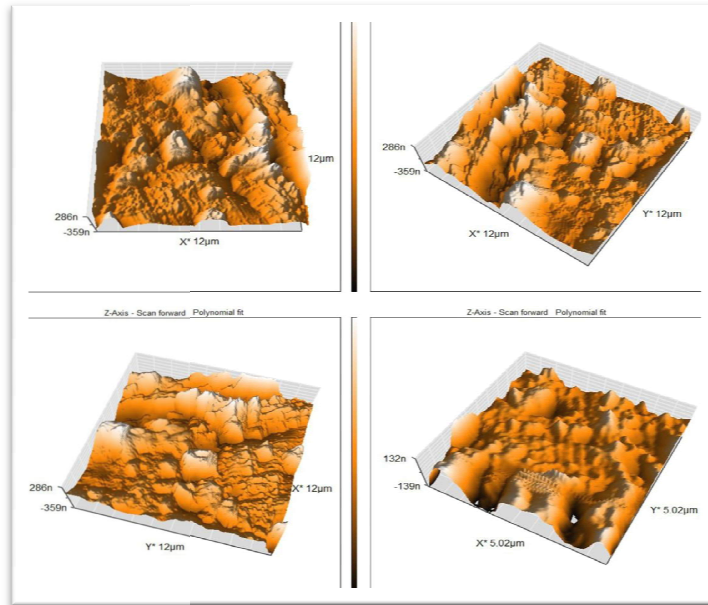 12µm
286n
-359n
X* 12µm
286n
-359n
Y* 12µm
X* 12µm
Z-Axis - Scan forward Polynomial fit
Z-Axis - Scan forward Polynomial fit
286n
-359n
X* 12µm
Y* 12µm
132n
-139n
Y* 5.02µm
X* 5.02µm